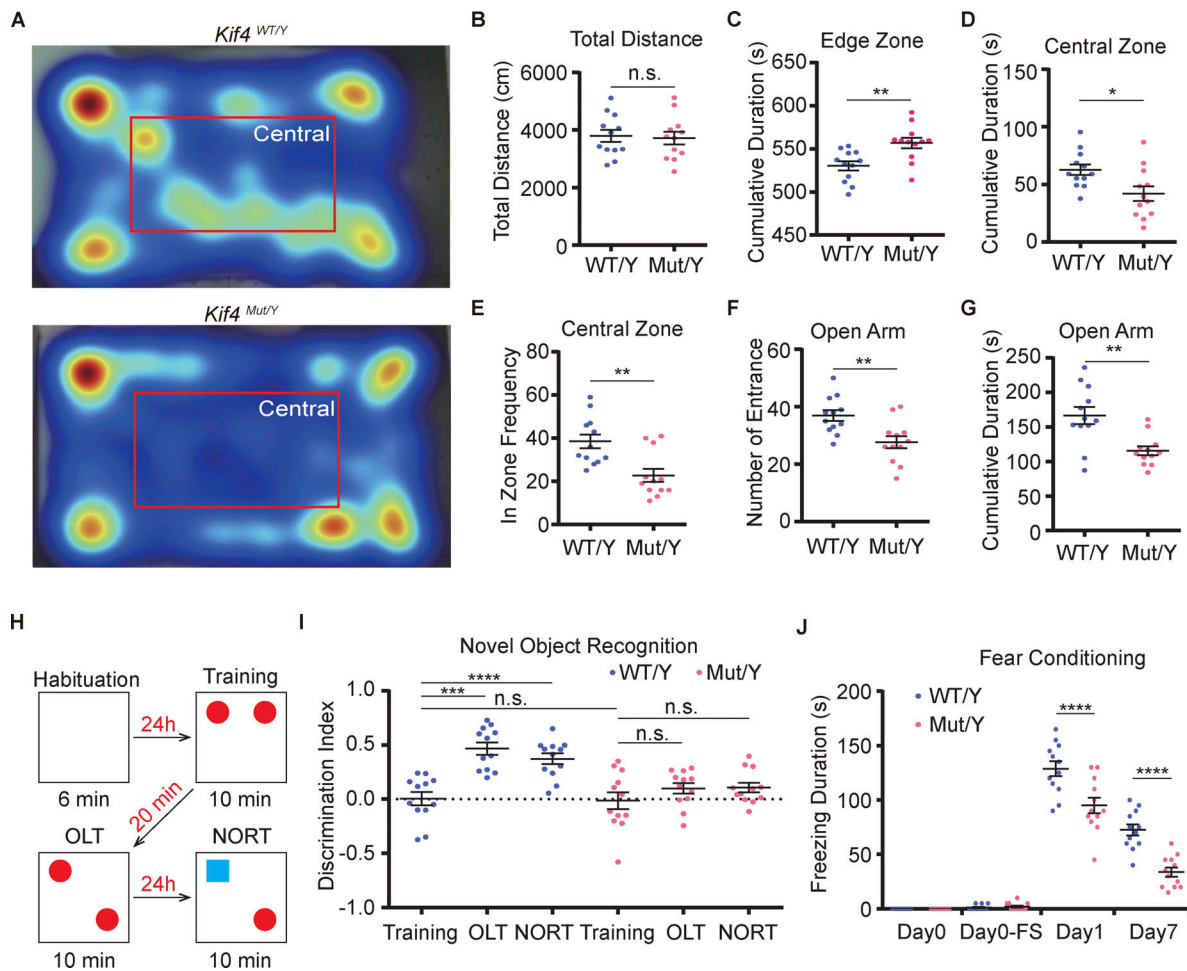 A
Kif4 WT/Y
Central
Kif4 Mut/Y
Central
B
Total Distance
Total Distance (cm)
6000
4000
2000
0
n.s.
WT/Y Mut/Y
C
Edge Zone
Cumulative Duration (s)
650
600
550
500
450
**
WT/Y Mut/Y
D
Central Zone
Cumulative Duration (s)
150
100
50
0
*
WT/Y Mut/Y
E
Central Zone
In Zone Frequency
80
60
40
20
0
**
WT/Y Mut/Y
F
Open Arm
Number of Entrance
60
40
20
0
**
WT/Y Mut/Y
G
Open Arm
Cumulative Duration (s)
250
200
150
100
50
0
**
WT/Y Mut/Y
H
Habituation
6 min
24h
Training
10 min
20 min
OLT
10 min
24h
NORT
10 min
I
Novel Object Recognition
WT/Y Mut/Y
Discrimination Index
1.0
0.5
0.0
-0.5
-1.0
****
***
n.s.
n.s.
n.s.
Training OLT NORT Training OLT NORT
J
Fear Conditioning
WT/Y
Mut/Y
Freezing Duration (s)
200
150
100
50
0
****
****
Day0 Day0-FS Day1 Day7